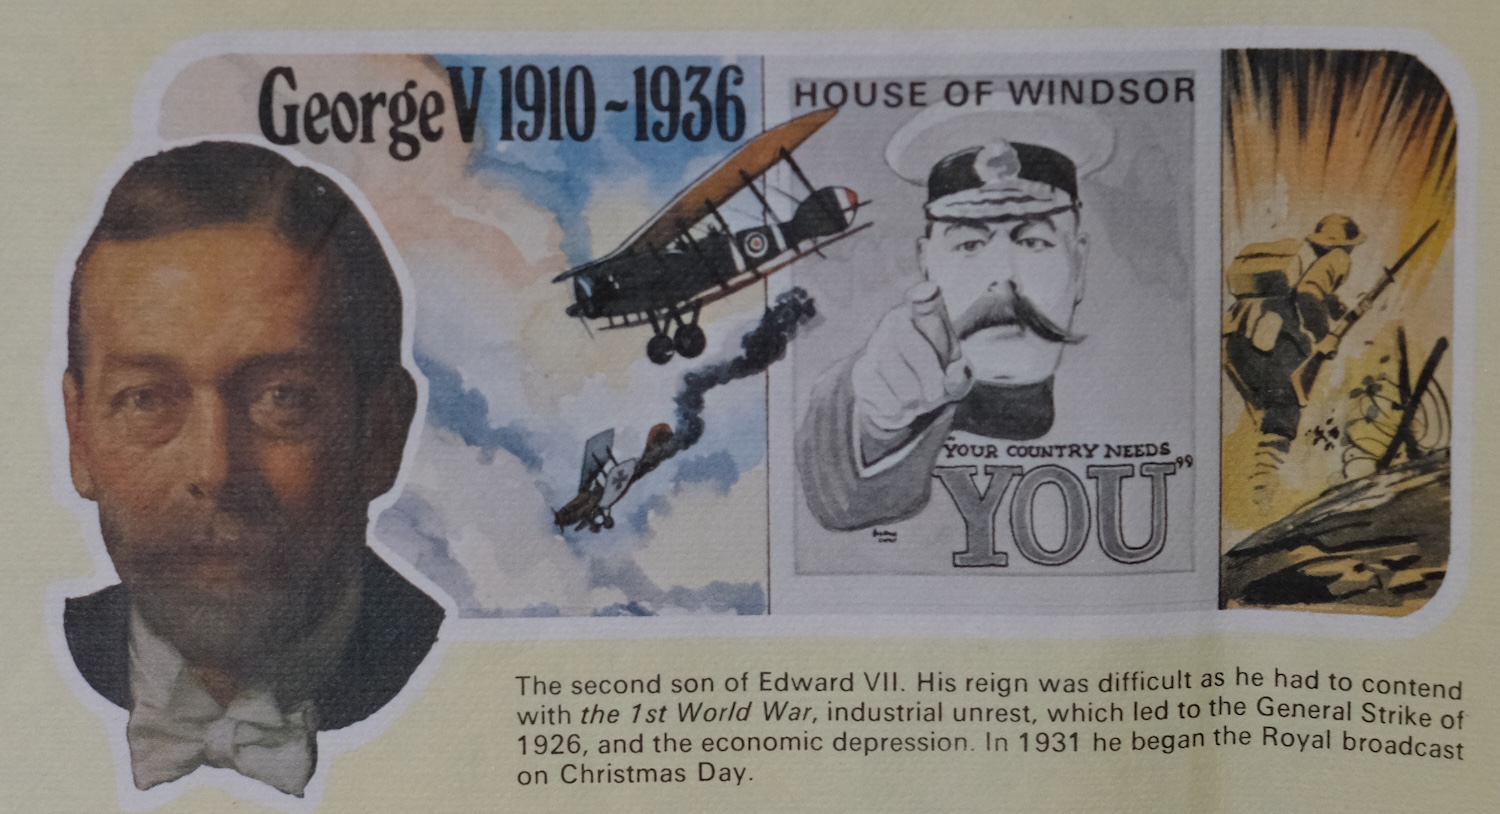 George V 1910~1936
HOUSE OF WINDSOR
"YOUR COUNTRY NEEDS
YOU"
The second son of Edward VII. His reign was difficult as he had to contend
with the 1st World War, industrial unrest, which led to the General Strike of
1926, and the economic depression. In 1931 he began the Royal broadcast
on Christmas Day.